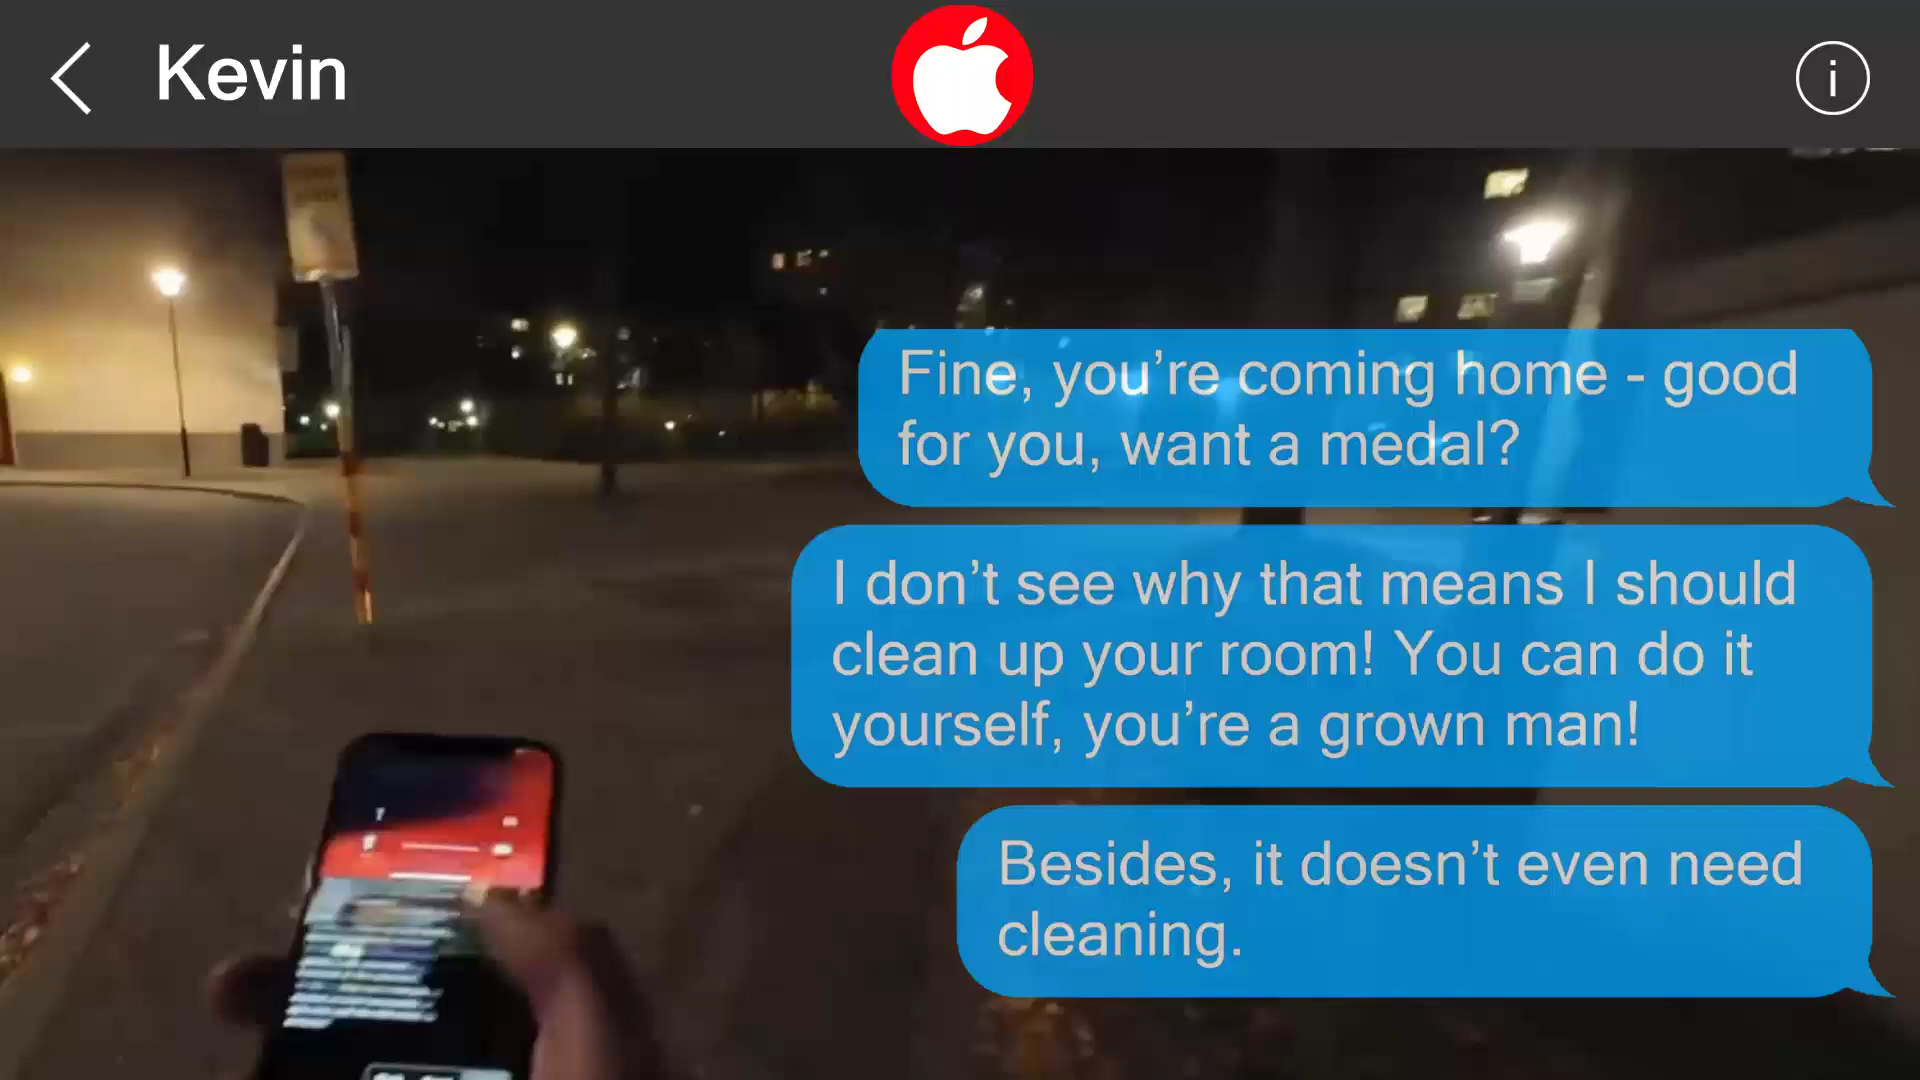 Kevin
Fine, you’re coming home - good
for you, want a medal?
I don’t see why that means I should
clean up your room! You can do it
yourself, you’re a grown man!
Besides, it doesn’t even need
cleaning.